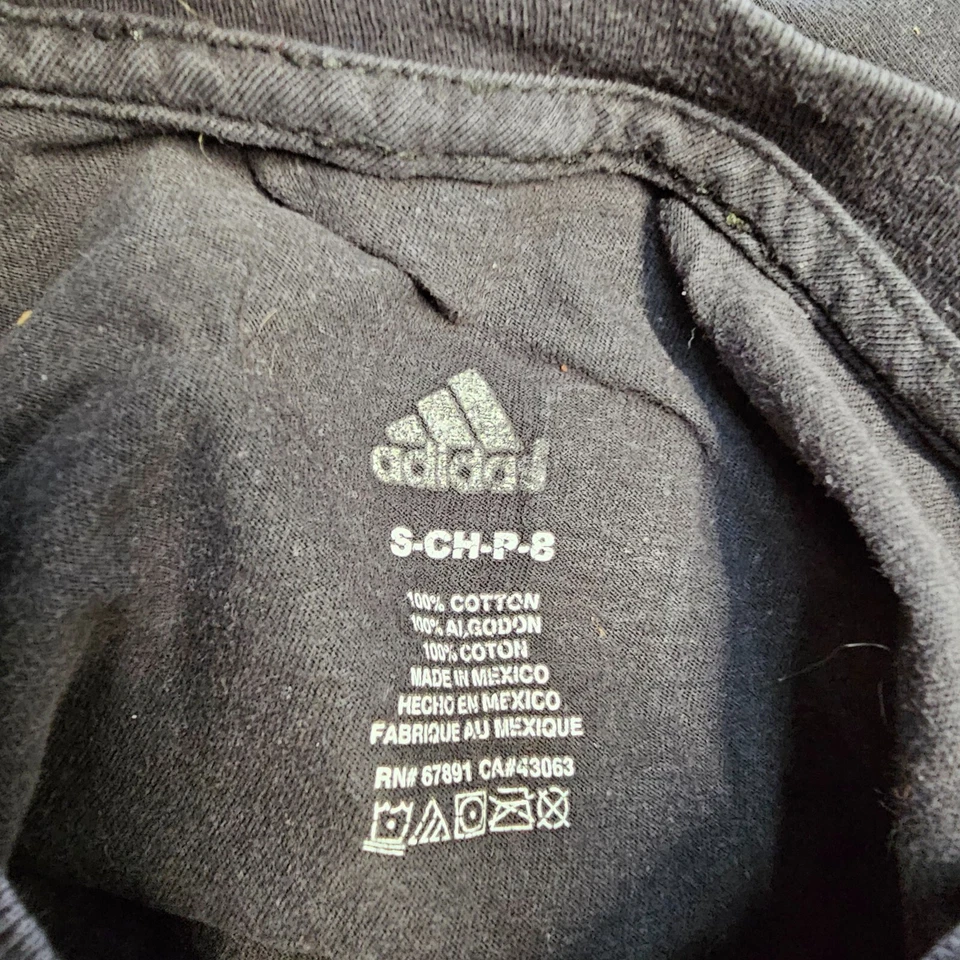 adidas
S-CH-P-8
100% COTTON
100% ALGODON
100% COTON
MADE IN MEXICO
HECHO EN MEXICO
FABRIQUE AU MEXIQUE
RN# 67891 CA#43063